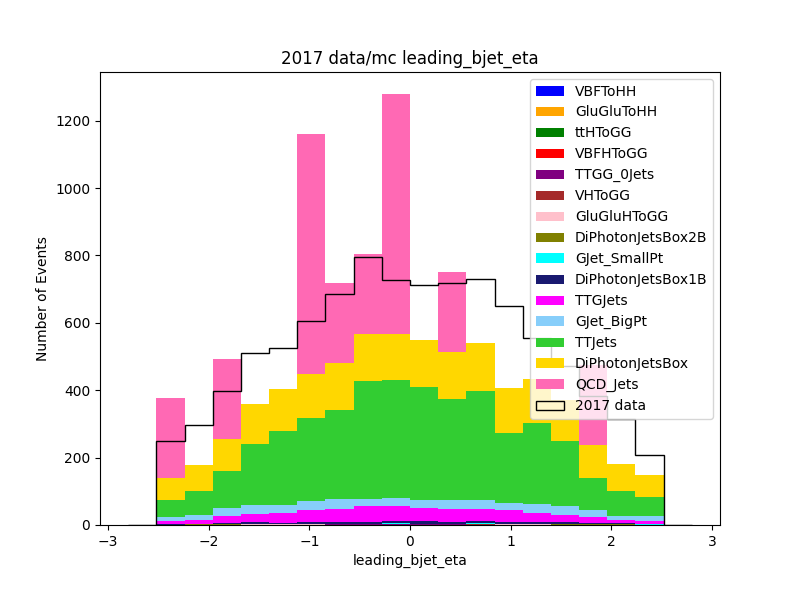 2017 data/mc leading_bjet_eta
Number of Events
1200
1000
800
600
400
200
0
−3
−2
−1
0
1
2
3
leading_bjet_eta
VBFToHH
GluGluToHH
ttHToGG
VBFHToGG
TTGG_0Jets
VHToGG
GluGluHToGG
DiPhotonJetsBox2B
GJet_SmallPt
DiPhotonJetsBox1B
TTGJets
GJet_BigPt
TTJets
DiPhotonJetsBox
QCD_Jets
2017 data